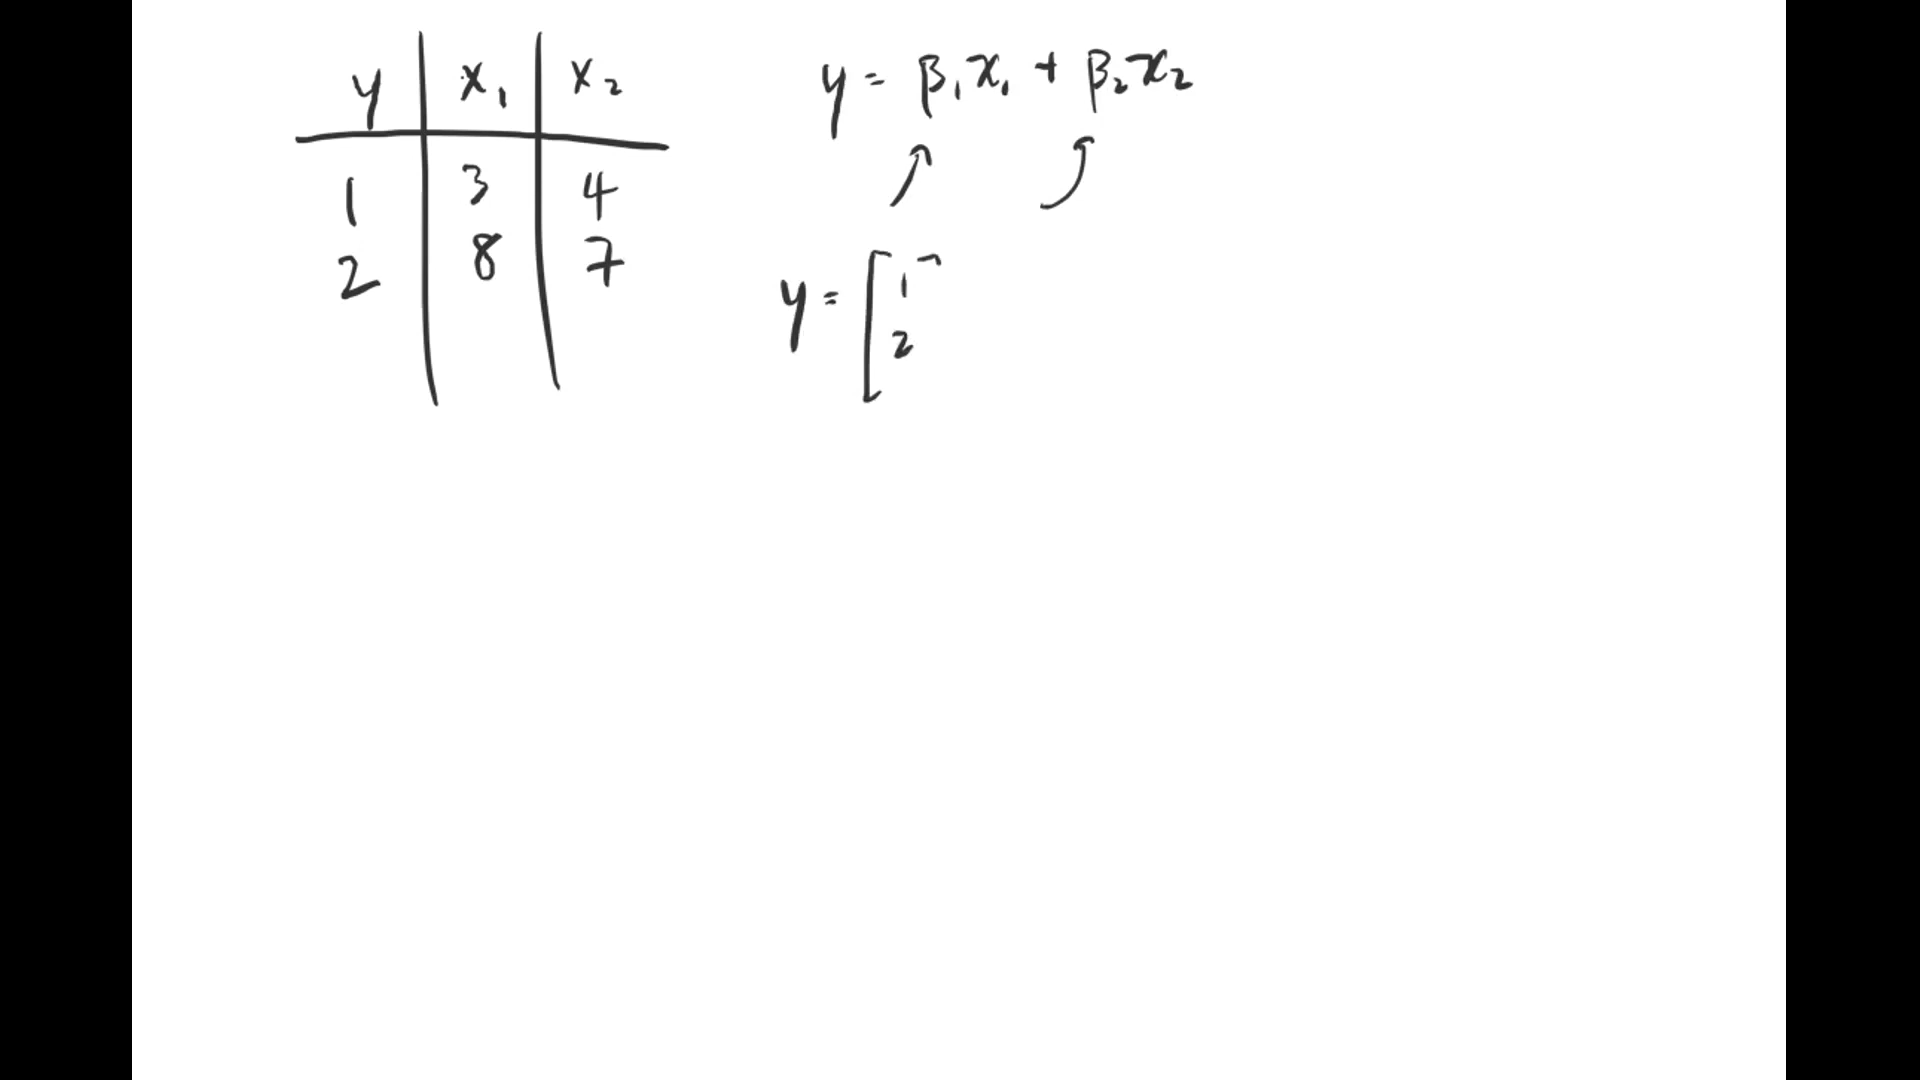 y x₁ x₂
1 3 4
2 8 7
y = β₁x₁ + β₂x₂
y = [1
2